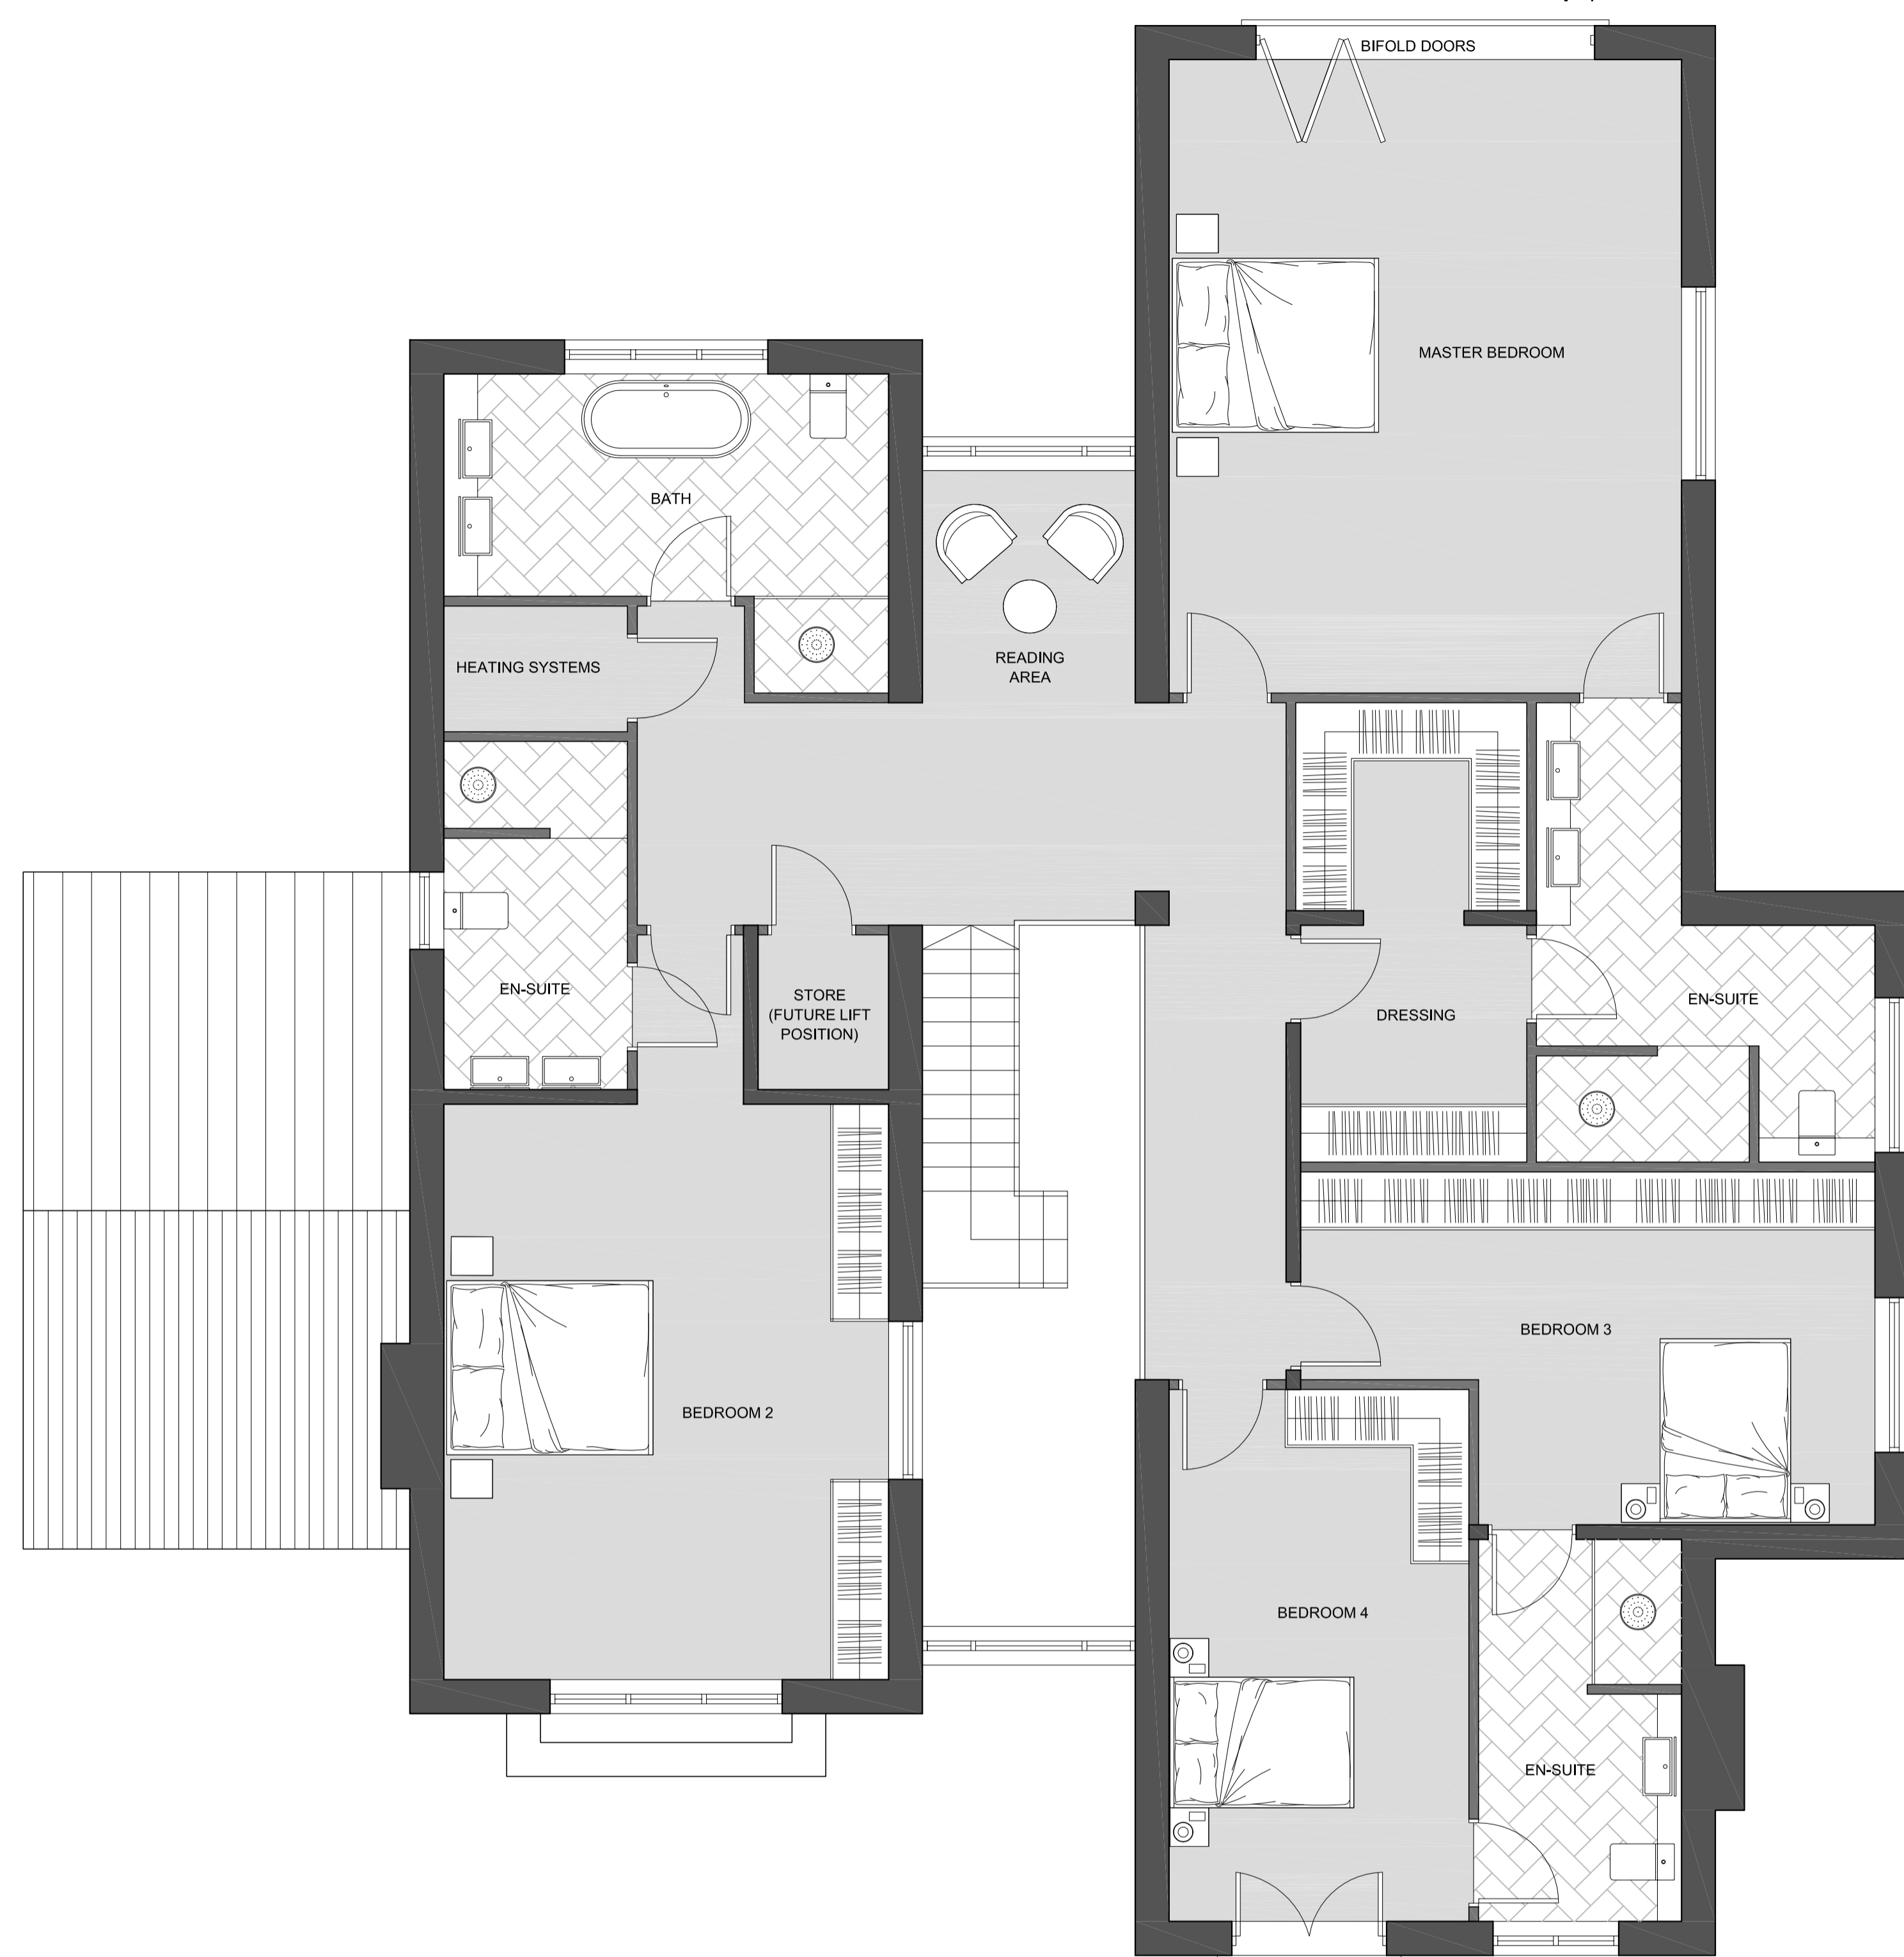 BIFOLD DOORS
MASTER BEDROOM
BATH
READING
AREA
HEATING SYSTEMS
EN-SUITE
STORE
(FUTURE LIFT
POSITION)
DRESSING
EN-SUITE
BEDROOM 3
BEDROOM 2
BEDROOM 4
EN-SUITE